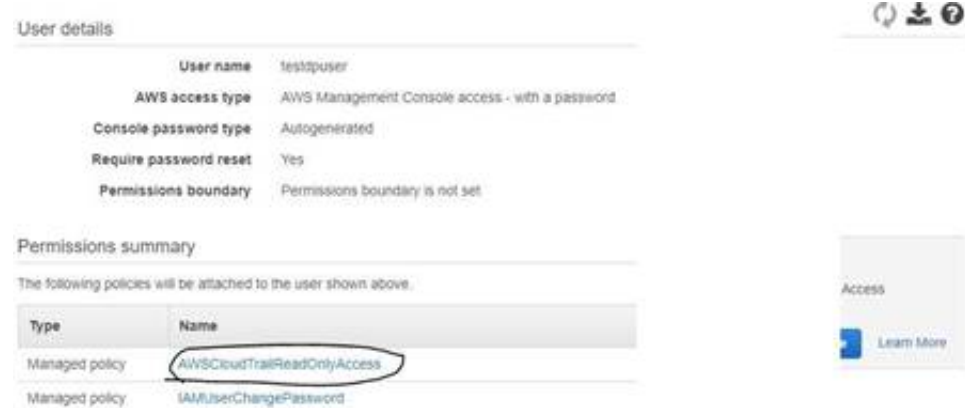 User details
User name testdpuser
AWS access type AWS Management Console access - with a password
Console password type Autogenerated
Require password reset Yes
Permissions boundary Permissions boundary is not set
Permissions summary
The following policies will be attached to the user shown above.
Type Name
Managed policy AWSCloudTrailReadOnlyAccess
Managed policy IAMUserChangePassword
Access
Learn More